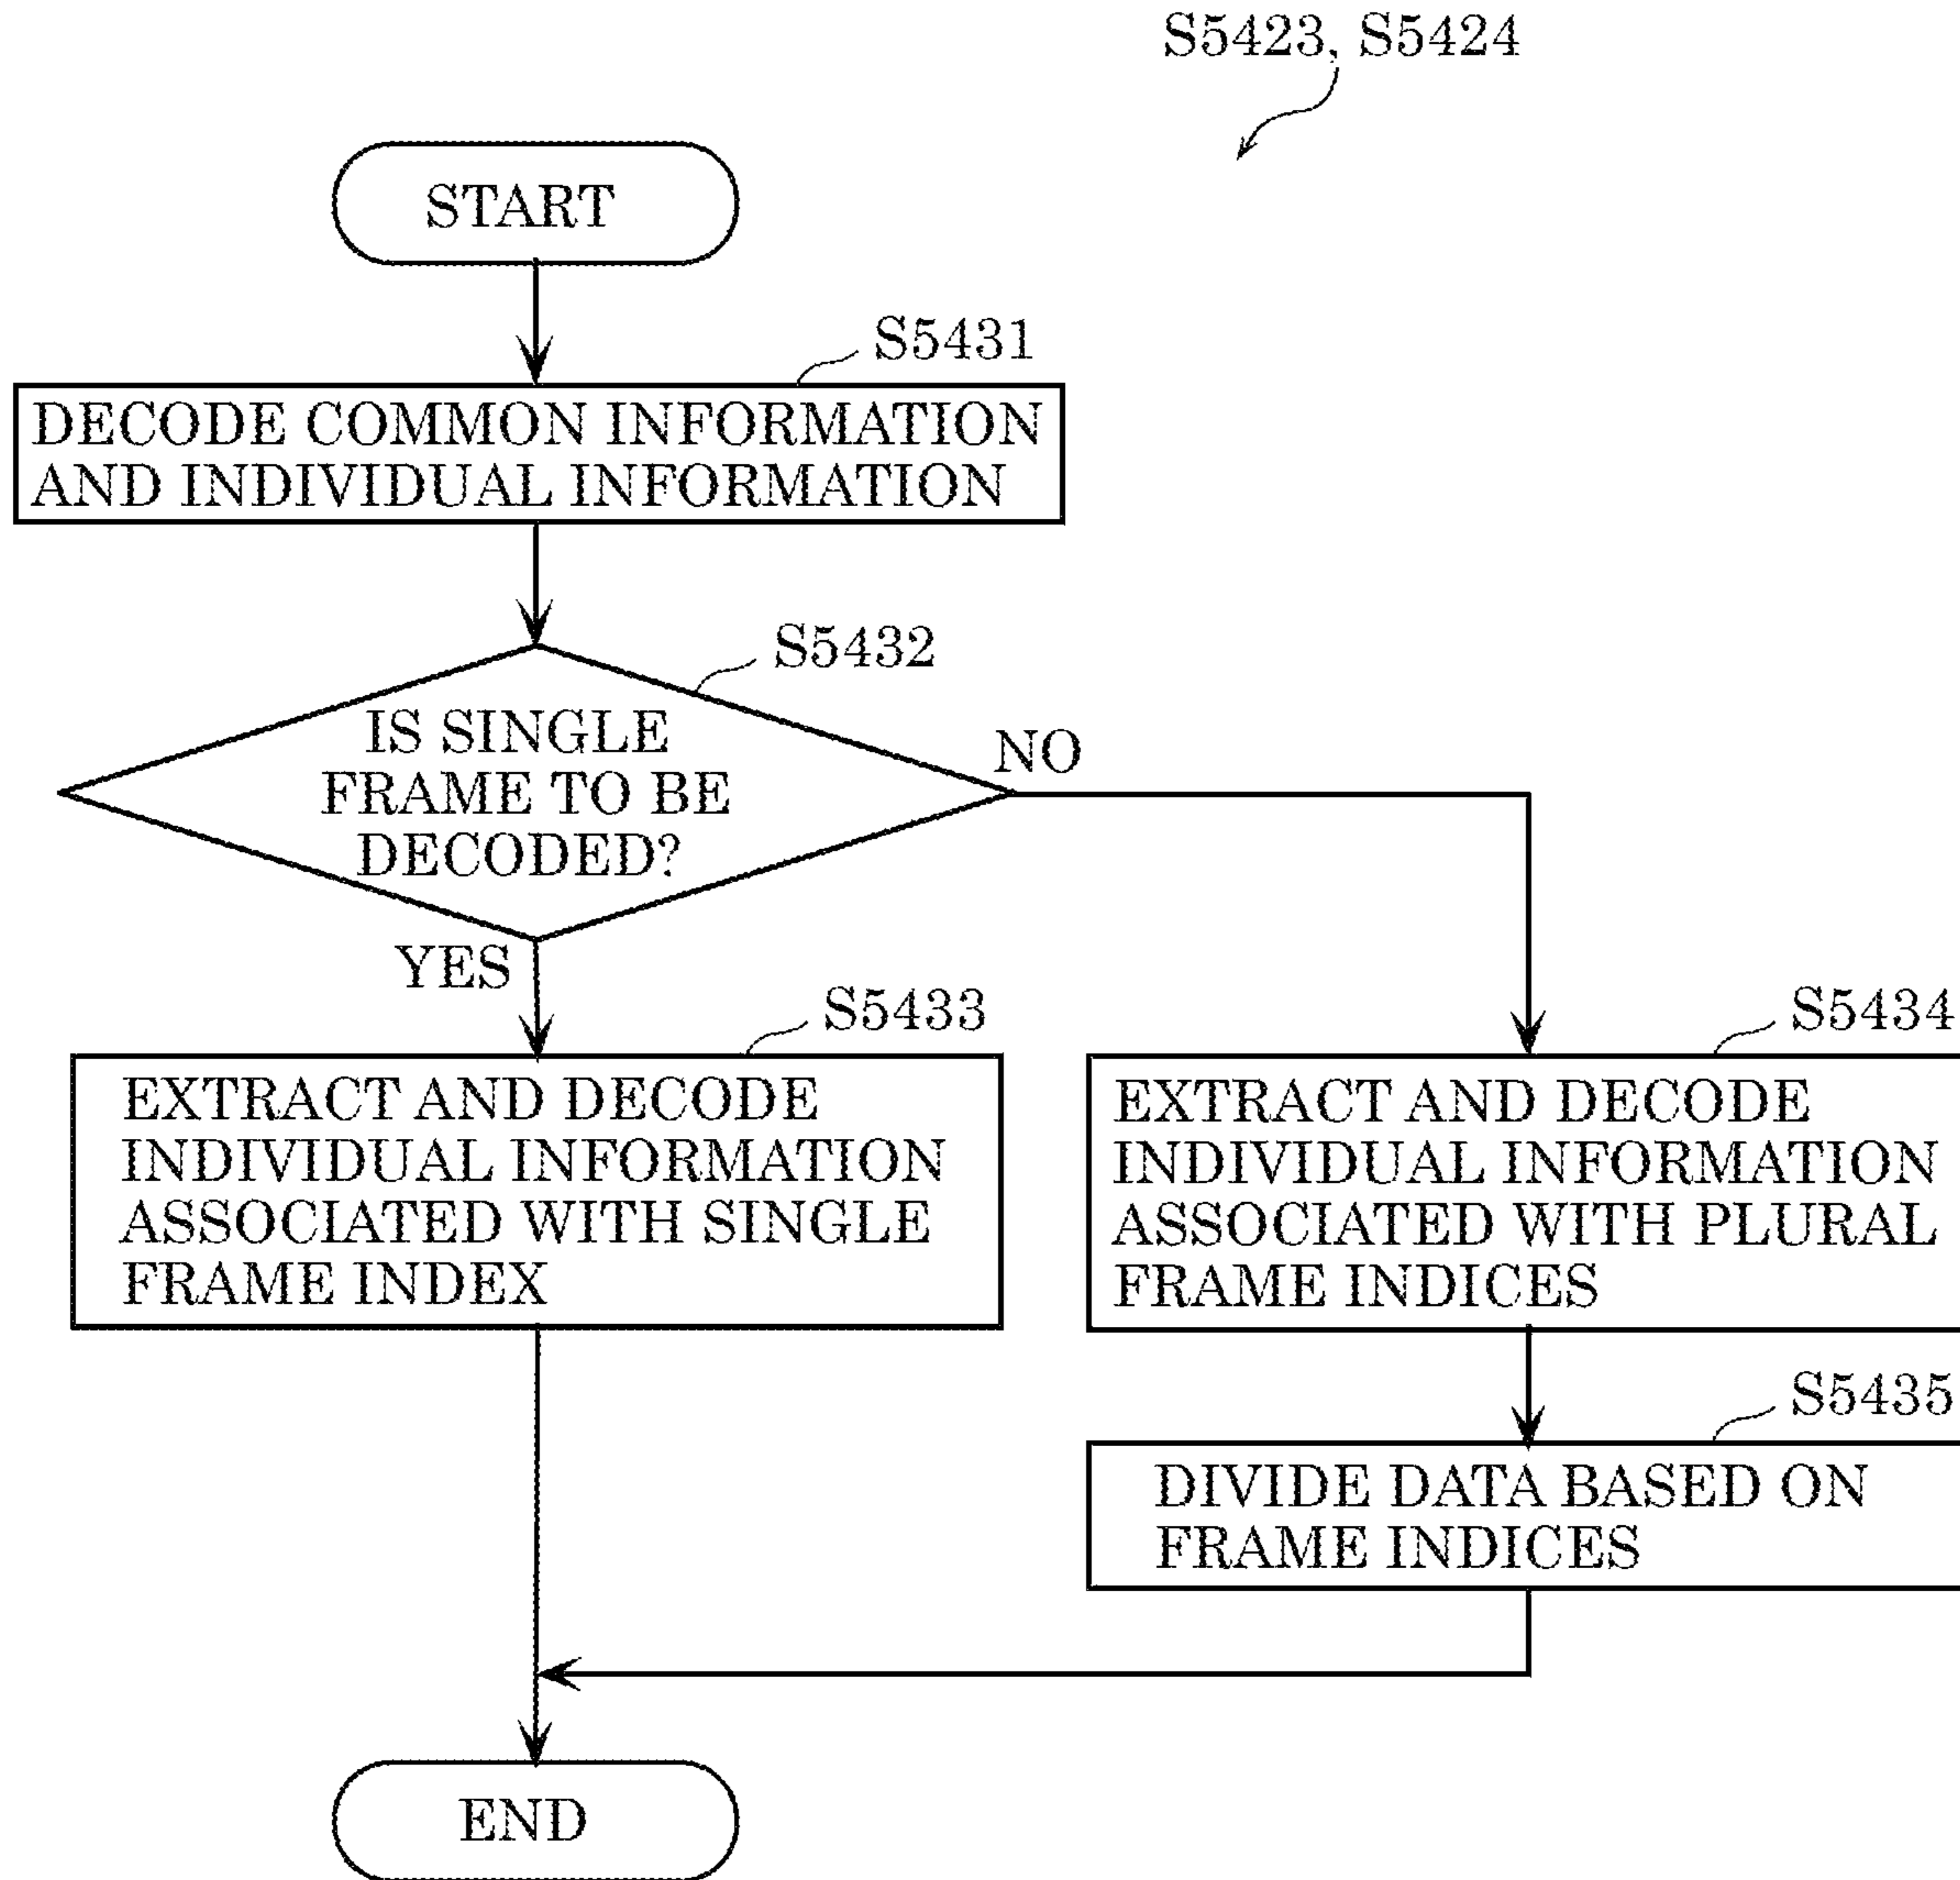 S5423, S5424
START
S5431
DECODE COMMON INFORMATION
AND INDIVIDUAL INFORMATION
S5432
IS SINGLE
FRAME TO BE
DECODED?
NO
YES
S5433
EXTRACT AND DECODE
INDIVIDUAL INFORMATION
ASSOCIATED WITH SINGLE
FRAME INDEX
S5434
EXTRACT AND DECODE
INDIVIDUAL INFORMATION
ASSOCIATED WITH PLURAL
FRAME INDICES
S5435
DIVIDE DATA BASED ON
FRAME INDICES
END